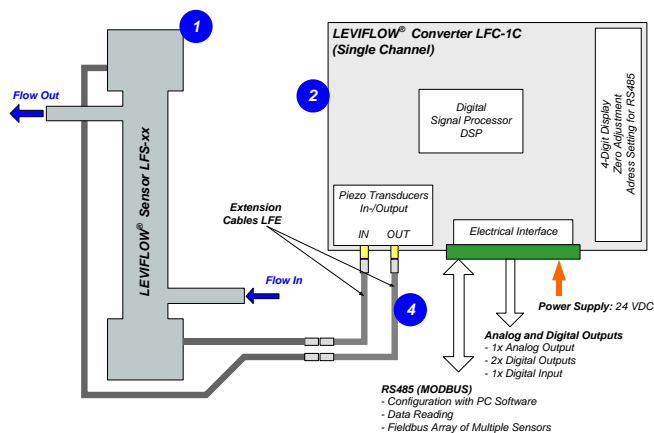 1
LEVIFLOW® Converter LFC-1C
(Single Channel)
Flow Out
2
Digital
Signal Processor
DSP
4-Digit Display
Zero Adjustment
Adress Setting for RS485
LEVIFLOW® Sensor LFS-xx
Piezo Transducers
In-/Output
IN OUT
Extension
Cables LFE
Electrical Interface
Flow In
4
Power Supply: 24 VDC
Analog and Digital Outputs
- 1x Analog Output
- 2x Digital Outputs
- 1x Digital Input
RS485 (MODBUS)
- Configuration with PC Software
- Data Reading
- Fieldbus Array of Multiple Sensors